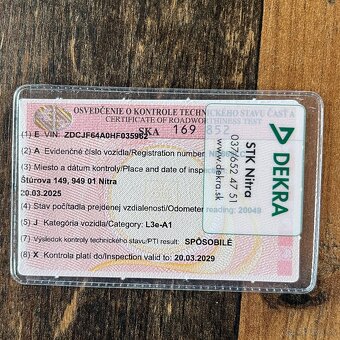 OSVEDČENIE O KONTROLE TECHNICKÉHO STAVU ČASŤ A
CERTIFICATE OF ROADWORTHINESS TEST
SKA 169 852
(1) E VIN: ZDCJF64A0HF035962
(2) A Evidenčné číslo vozidla/Registration number
(3) Miesto a dátum kontroly/Place and date of inspection
Štúrova 149, 949 01 Nitra
20.03.2025
(4) Stav počítadla prejdenej vzdialenosti/Odometer reading: 20049
(5) J Kategória vozidla/Category: L3e-A1
(7) Výsledok kontroly technického stavu/PTI result: SPÔSOBILÉ
(8) X Kontrola platí do/Inspection valid to: 20.03.2029
DEKRA
STK Nitra
037/652 47 51
www.dekra.sk